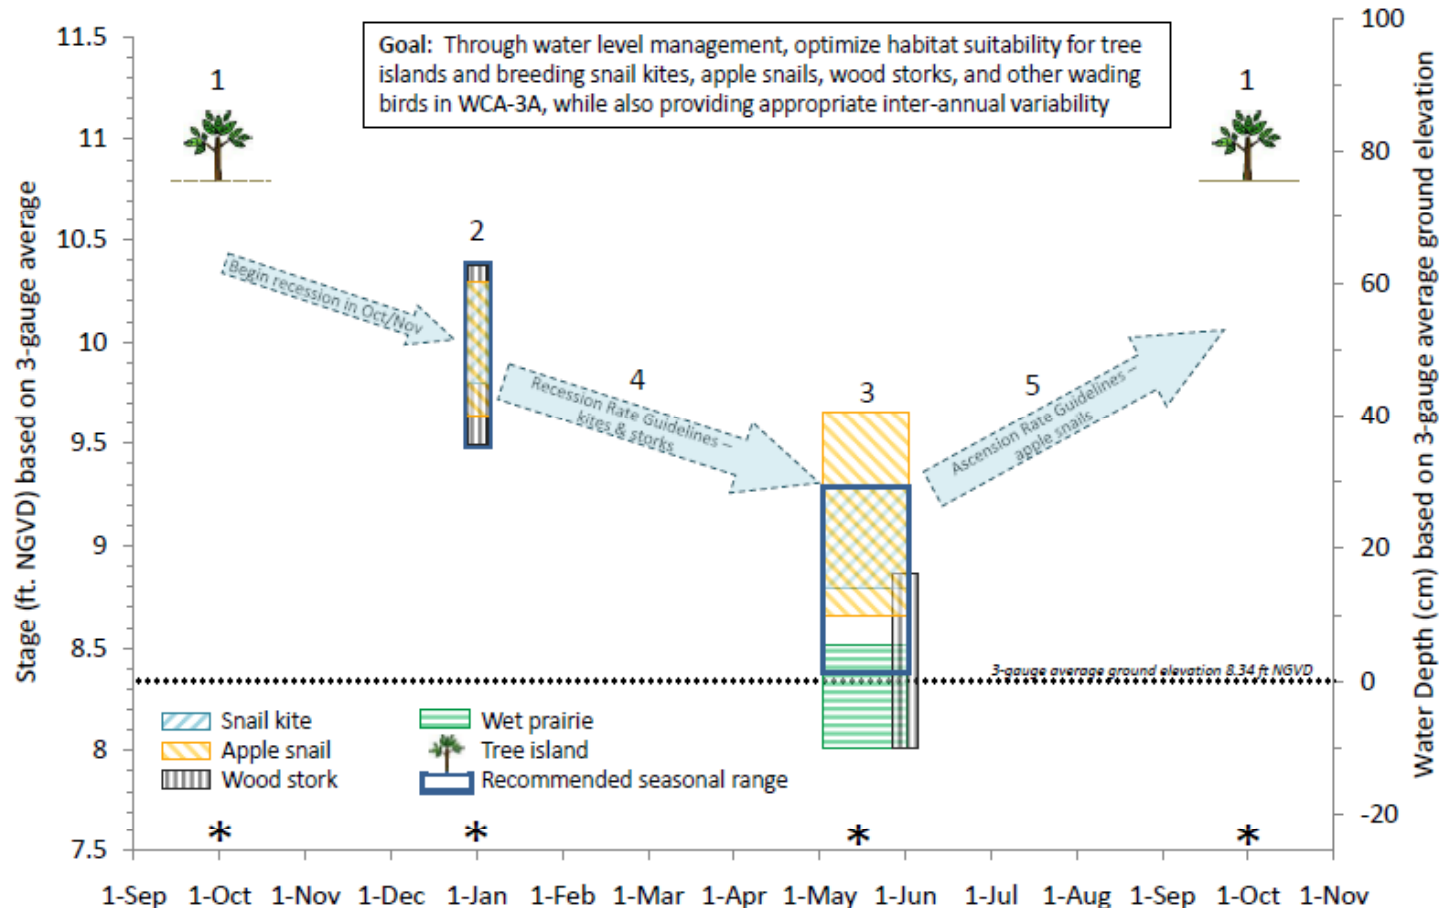 Goal: Through water level management, optimize habitat suitability for tree
islands and breeding snail kites, apple snails, wood storks, and other wading
birds in WCA-3A, while also providing appropriate inter-annual variability
Stage (ft. NGVD) based on 3-gauge average
11.5
11
10.5
10
9.5
9
8.5
8
7.5
100
80
60
40
20
0
-20
Water Depth (cm) based on 3-gauge average ground elevation
1
1
2
4
3
5
Begin recession in Oct/Nov
Recession Rate Guidelines –
kites & storks
Ascension Rate Guidelines –
apple snails
3-gauge average ground elevation 8.34 ft NGVD
Snail kite
Apple snail
Wood stork
Wet prairie
Tree island
Recommended seasonal range
* * * *
1-Sep 1-Oct 1-Nov 1-Dec 1-Jan 1-Feb 1-Mar 1-Apr 1-May 1-Jun 1-Jul 1-Aug 1-Sep 1-Oct 1-Nov